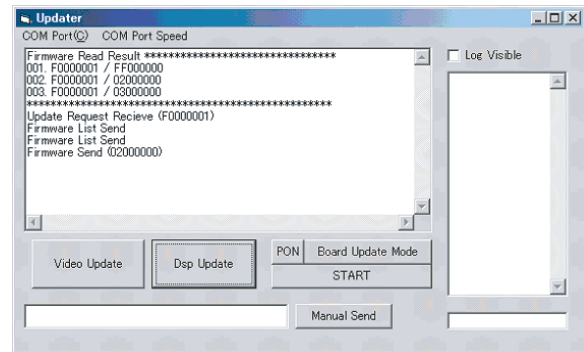 Updater
COM Port(C) COM Port Speed
Firmware Read Result *******************************
001. F0000001 / FF000000
002. F0000001 / 02000000
003. F0000001 / 03000000
**************************************************
Update Request Recieve (F0000001)
Firmware List Send
Firmware List Send
Firmware Send (02000000)
Log Visible
Video Update
Dsp Update
PON
Board Update Mode
START
Manual Send